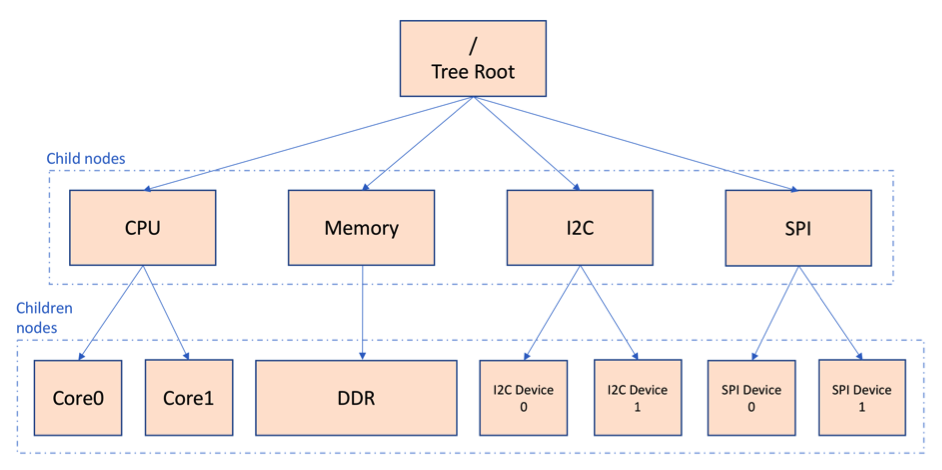 /
Tree Root
Child nodes
CPU
Memory
I2C
SPI
Children
nodes
Core0
Core1
DDR
I2C Device
0
I2C Device
1
SPI Device
0
SPI Device
1